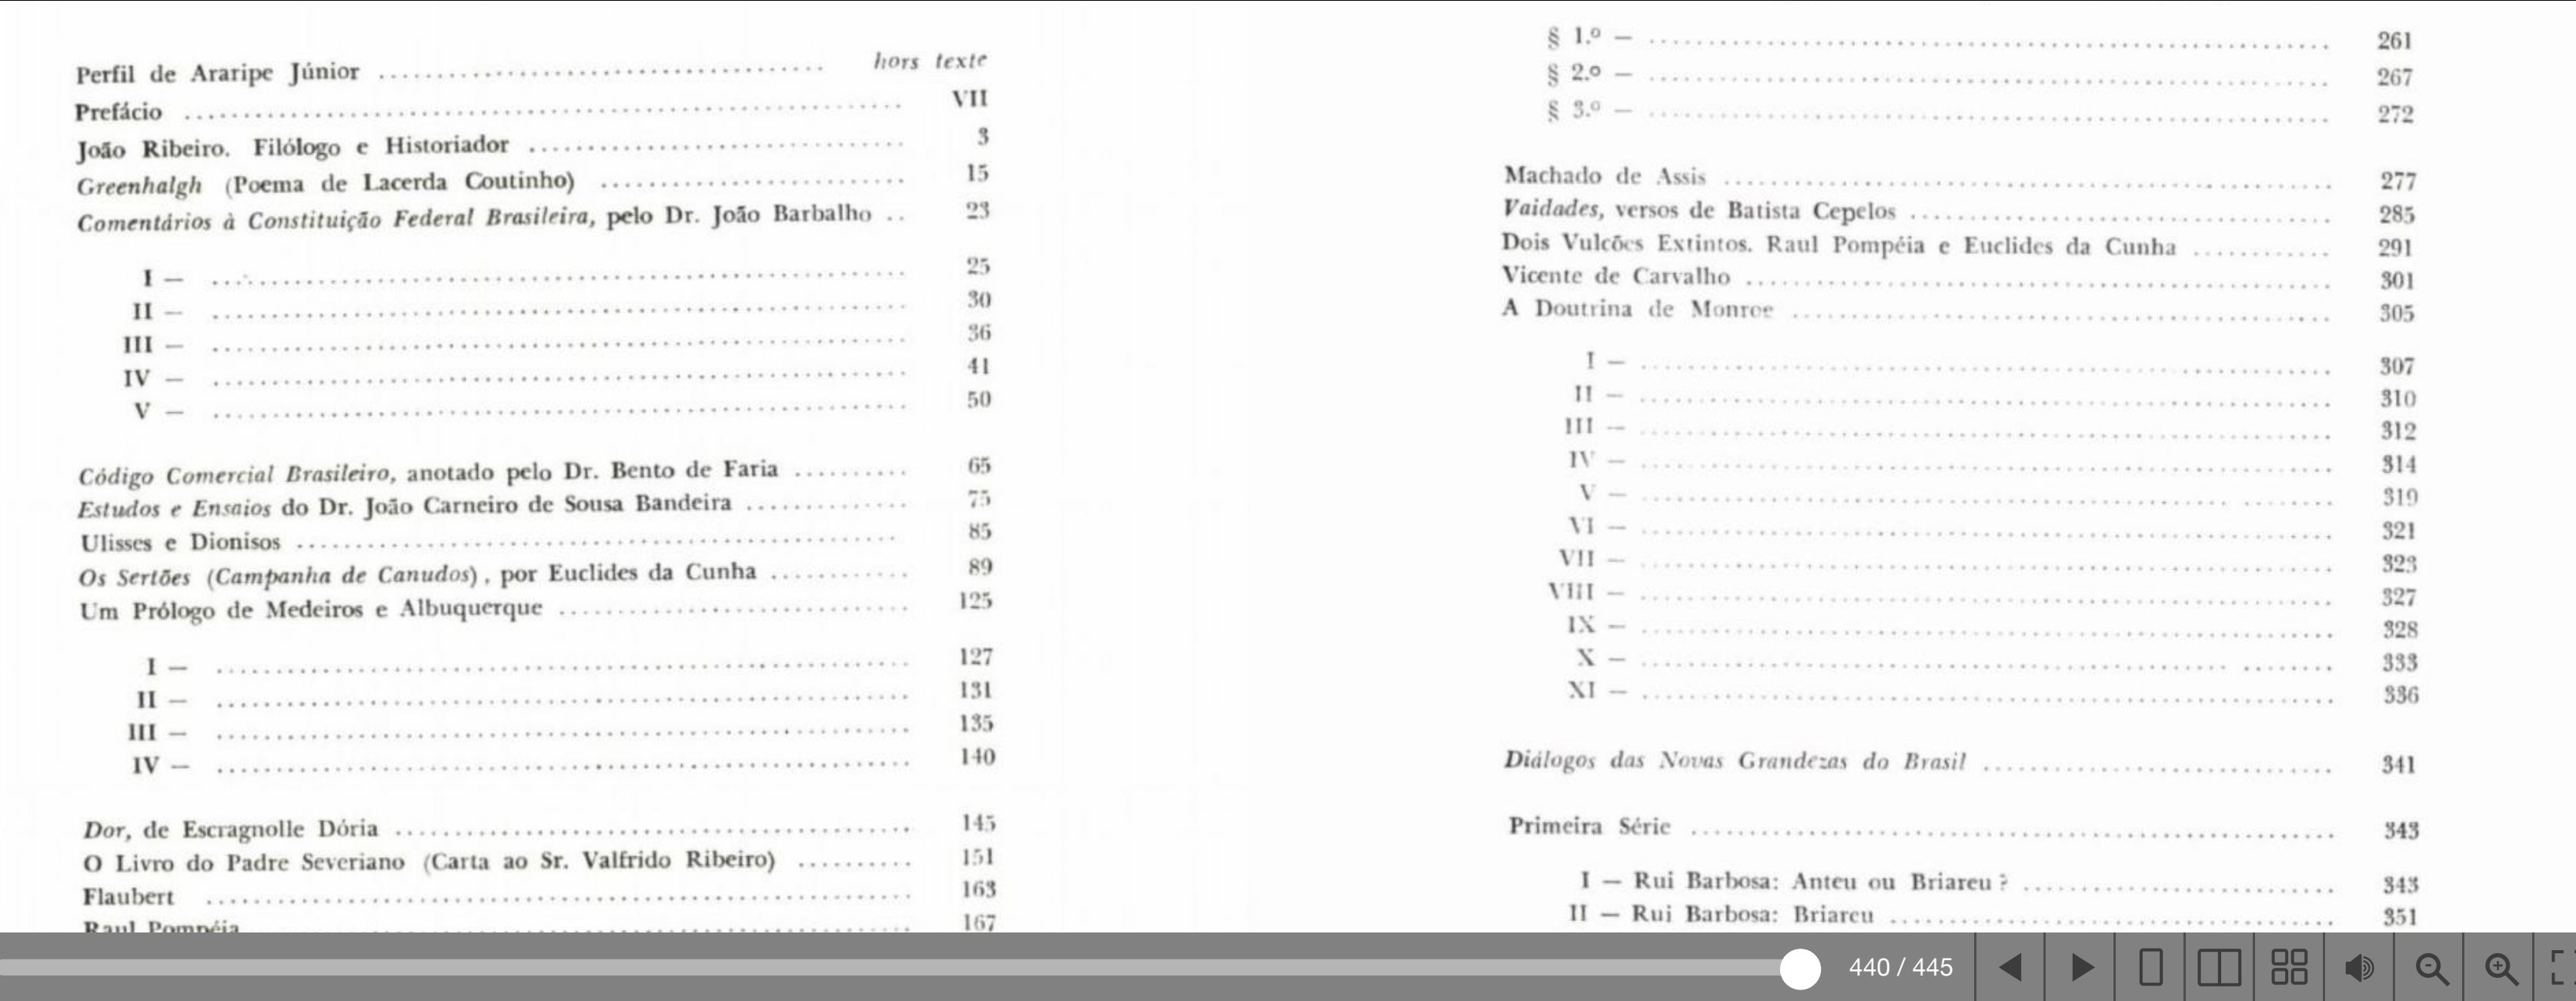 Perfil de Araripe Júnior ........ hors texte
Prefácio ........ VII
João Ribeiro. Filólogo e Historiador ........ 3
Greenhalgh (Poema de Lacerda Coutinho) ........ 15
Comentários à Constituição Federal Brasileira, pelo Dr. João Barbalho .. 23
I — ........ 25
II — ........ 30
III — ........ 36
IV — ........ 41
V — ........ 50
Código Comercial Brasileiro, anotado pelo Dr. Bento de Faria ........ 65
Estudos e Ensaios do Dr. João Carneiro de Sousa Bandeira ........ 75
Ulisses e Dionisos ........ 85
Os Sertões (Campanha de Canudos), por Euclides da Cunha ........ 89
Um Prólogo de Medeiros e Albuquerque ........ 125
I — ........ 127
II — ........ 131
III — ........ 135
IV — ........ 140
Dor, de Escragnolle Dória ........ 145
O Livro do Padre Severiano (Carta ao Sr. Valfrido Ribeiro) ........ 151
Flaubert ........ 163
Raul Pompéia ........ 167
§ 1.º — ........ 261
§ 2.º — ........ 267
§ 3.º — ........ 272
Machado de Assis ........ 277
Vaidades, versos de Batista Cepelos ........ 285
Dois Vulcões Extintos. Raul Pompéia e Euclides da Cunha ........ 291
Vicente de Carvalho ........ 301
A Doutrina de Monroe ........ 305
I — ........ 307
II — ........ 310
III — ........ 312
IV — ........ 314
V — ........ 319
VI — ........ 321
VII — ........ 323
VIII — ........ 327
IX — ........ 328
X — ........ 333
XI — ........ 336
Diálogos das Novas Grandezas do Brasil ........ 341
Primeira Série ........ 343
I — Rui Barbosa: Anteu ou Briareu? ........ 343
II — Rui Barbosa: Briareu ........ 351
440 / 445